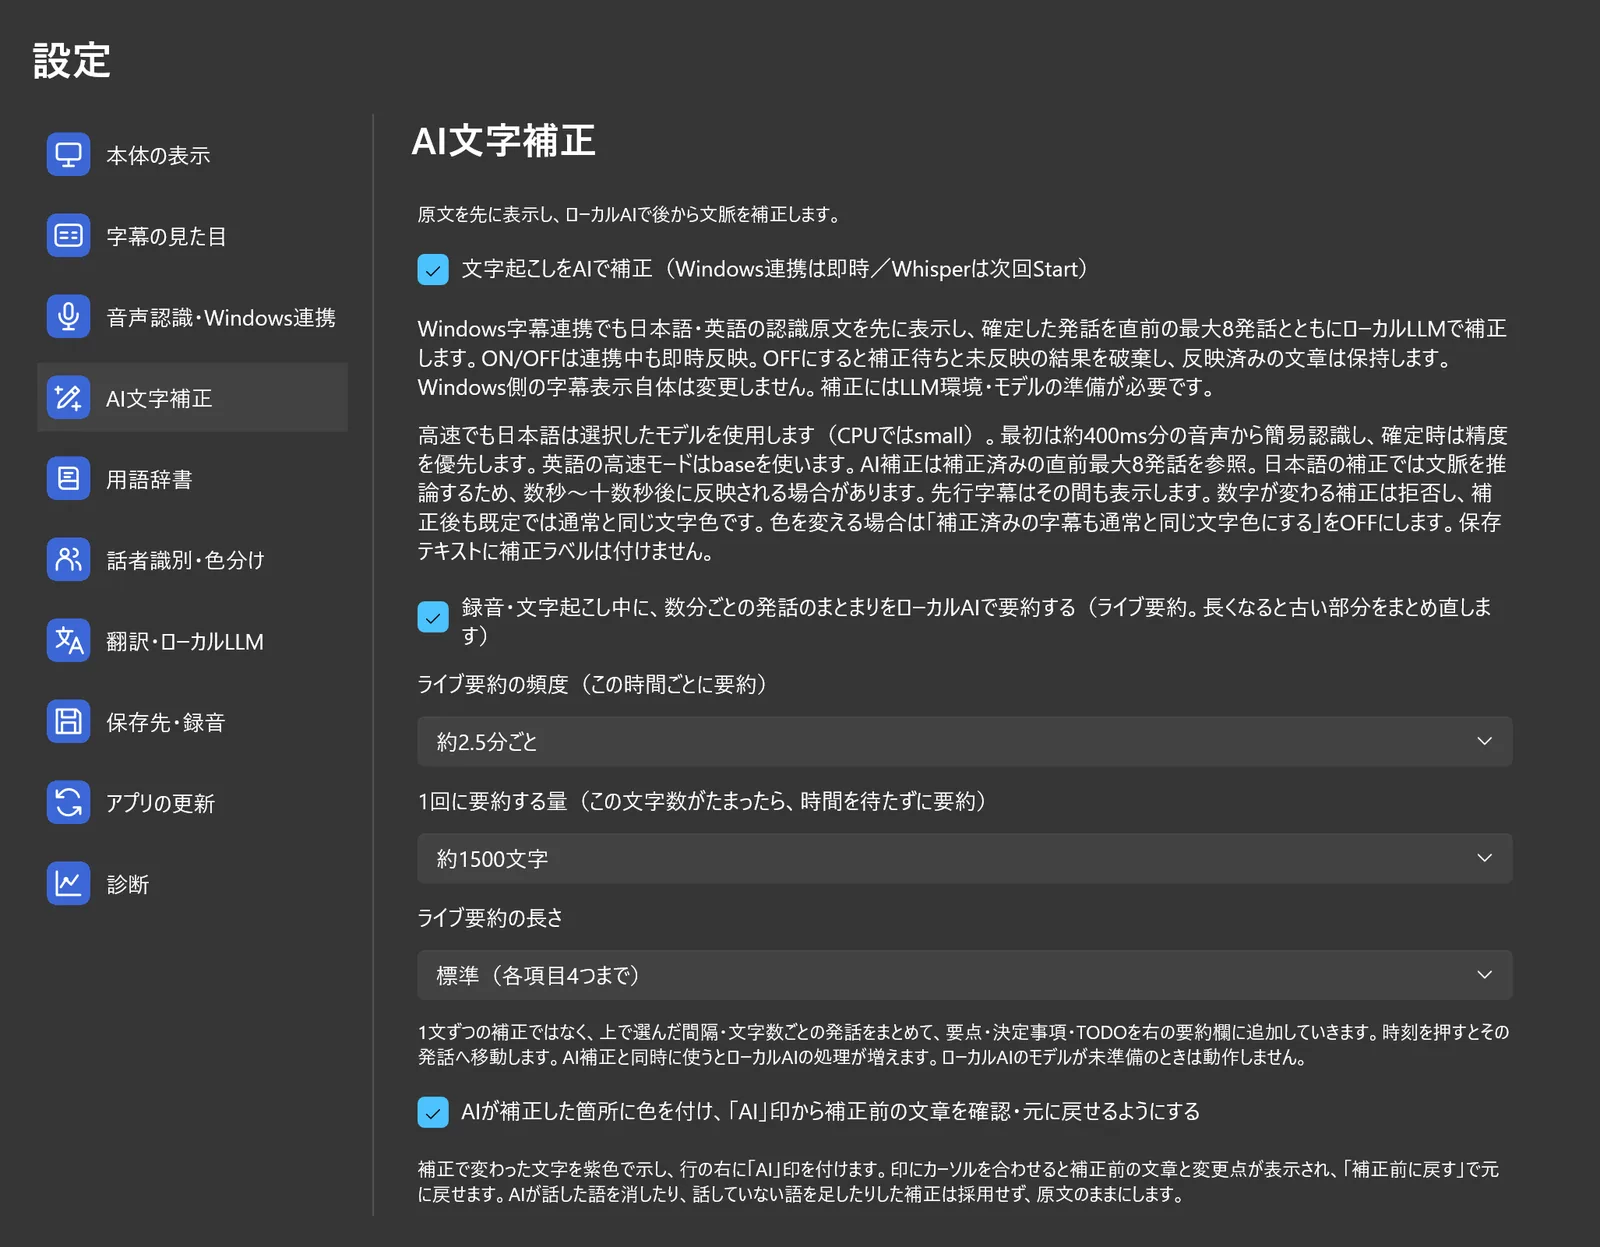 設定
本体の表示
字幕の見た目
音声認識・Windows連携
AI文字補正
用語辞書
話者識別・色分け
翻訳・ローカルLLM
保存先・録音
アプリの更新
診断
AI文字補正
原文を先に表示し、ローカルAIで後から文脈を補正します。
文字起こしをAIで補正（Windows連携は即時／Whisperは次回Start）
Windows字幕連携でも日本語・英語の認識原文を先に表示し、確定した発話を直前の最大8発話とともにローカルLLMで補正
します。ON/OFFは連携中も即時反映。OFFにすると補正待ちと未反映の結果を破棄し、反映済みの文章は保持します。
Windows側の字幕表示自体は変更しません。補正にはLLM環境・モデルの準備が必要です。
高速でも日本語は選択したモデルを使用します（CPUではsmall）。最初は約400ms分の音声から簡易認識し、確定時は精度
を優先します。英語の高速モードはbaseを使います。AI補正は補正済みの直前最大8発話を参照。日本語の補正では文脈を推
論するため、数秒～十数秒後に反映される場合があります。先行字幕はその間も表示します。数字が変わる補正は拒否し、補
正後も既定では通常と同じ文字色です。色を変える場合は「補正済みの字幕も通常と同じ文字色にする」をOFFにします。保存
テキストに補正ラベルは付けません。
録音・文字起こし中に、数分ごとの発話のまとまりをローカルAIで要約する（ライブ要約。長くなると古い部分をまとめ直しま
す）
ライブ要約の頻度（この時間ごとに要約）
約2.5分ごと
1回に要約する量（この文字数がたまったら、時間を待たずに要約）
約1500文字
ライブ要約の長さ
標準（各項目4つまで）
1文ずつの補正ではなく、上で選んだ間隔・文字数ごとの発話をまとめて、要点・決定事項・TODOを右の要約欄に追加していきます。時刻を押すとその
発話へ移動します。AI補正と同時に使うとローカルAIの処理が増えます。ローカルAIのモデルが未準備のときは動作しません。
AIが補正した箇所に色を付け、「AI」印から補正前の文章を確認・元に戻せるようにする
補正で変わった文字を紫色で示し、行の右に「AI」印を付けます。印にカーソルを合わせると補正前の文章と変更点が表示され、「補正前に戻す」で元
に戻せます。AIが話した語を消したり、話していない語を足したりした補正は採用せず、原文のままにします。